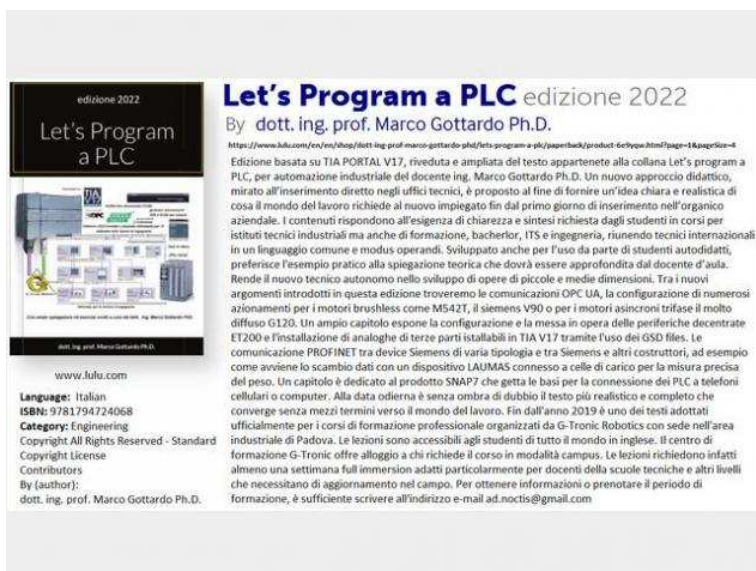 edizione 2022
Let's Program
a PLC
dott. ing. prof. Marco Gottardo Ph.D.
www.lulu.com
Language: Italian
ISBN: 9781794724068
Category: Engineering
Copyright All Rights Reserved - Standard
Copyright License
Contributors
By (author):
dott. ing. prof. Marco Gottardo Ph.D.
Let's Program a PLC edizione 2022
By dott. ing. prof. Marco Gottardo Ph.D.
Edizione basata su TIA PORTAL V17, riveduta e ampliata del testo appartenete alla collana Let's program a
PLC, per automazione industriale del docente ing. Marco Gottardo Ph.D. Un nuovo approccio didattico,
mirato all'inserimento diretto negli uffici tecnici, è proposto al fine di fornire un'idea chiara e realistica di
cosa il mondo del lavoro richiede al nuovo impiegato fin dal primo giorno di inserimento nell'organico
aziendale. I contenuti rispondono all'esigenza di chiarezza e sintesi richiesta dagli studenti in corsi per
istituti tecnici industriali ma anche di formazione, bacherlor, ITS e ingegneria, riunendo tecnici internazionali
in un linguaggio comune e modus operandi. Sviluppato anche per l'uso da parte di studenti autodidatti,
preferisce l'esempio pratico alla spiegazione teorica che dovrà essere approfondita dal docente d'aula.
Rende il nuovo tecnico autonomo nello sviluppo di opere di piccole e medie dimensioni. Tra i nuovi
argomenti introdotti in questa edizione troveremo le comunicazioni OPC UA, la configurazione di numerosi
azionamenti per i motori brushless come M542T, il siemens V90 o per i motori asincroni trifase il molto
diffuso G120. Un ampio capitolo espone la configurazione e la messa in opera delle periferiche decentrate
ET200 e l'installazione di analoghe di terze parti istallabili in TIA V17 tramite l'uso dei GSD files. Le
comunicazione PROFINET tra device Siemens di varia tipologia e tra Siemens e altri costruttori, ad esempio
come avviene lo scambio dati con un dispositivo LAUMAS connesso a celle di carico per la misura precisa
del peso. Un capitolo è dedicato al prodotto SNAP7 che getta le basi per la connessione dei PLC a telefoni
cellulari o computer. Alla data odierna è senza ombra di dubbio il testo più realistico e completo che
converge senza mezzi termini verso il mondo del lavoro. Fin dall'anno 2019 è uno dei testi adottati
ufficialmente per i corsi di formazione professionale organizzati da G-Tronic Robotics con sede nell'area
industriale di Padova. Le lezioni sono accessibili agli studenti di tutto il mondo in inglese. Il centro di
formazione G-Tronic offre alloggio a chi richiede il corso in modalità campus. Le lezioni richiedono infatti
almeno una settimana full immersion adatti particolarmente per docenti della scuole tecniche e altri livelli
che necessitano di aggiornamento nel campo. Per ottenere informazioni o prenotare il periodo di
formazione, è sufficiente scrivere all'indirizzo e-mail ad.noctis@gmail.com